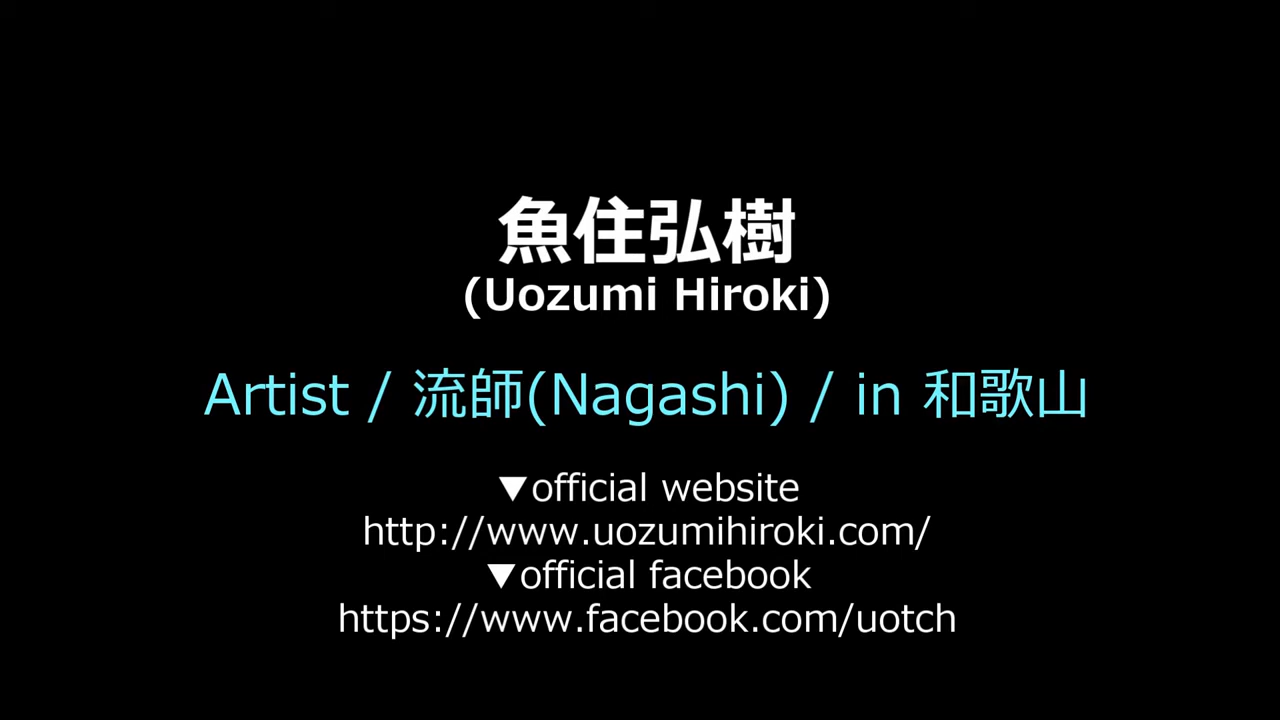 魚住弘樹
(Uozumi Hiroki)
Artist / 流師(Nagashi) / in 和歌山
▼official website
http://www.uozumihiroki.com/
▼official facebook
https://www.facebook.com/uotch